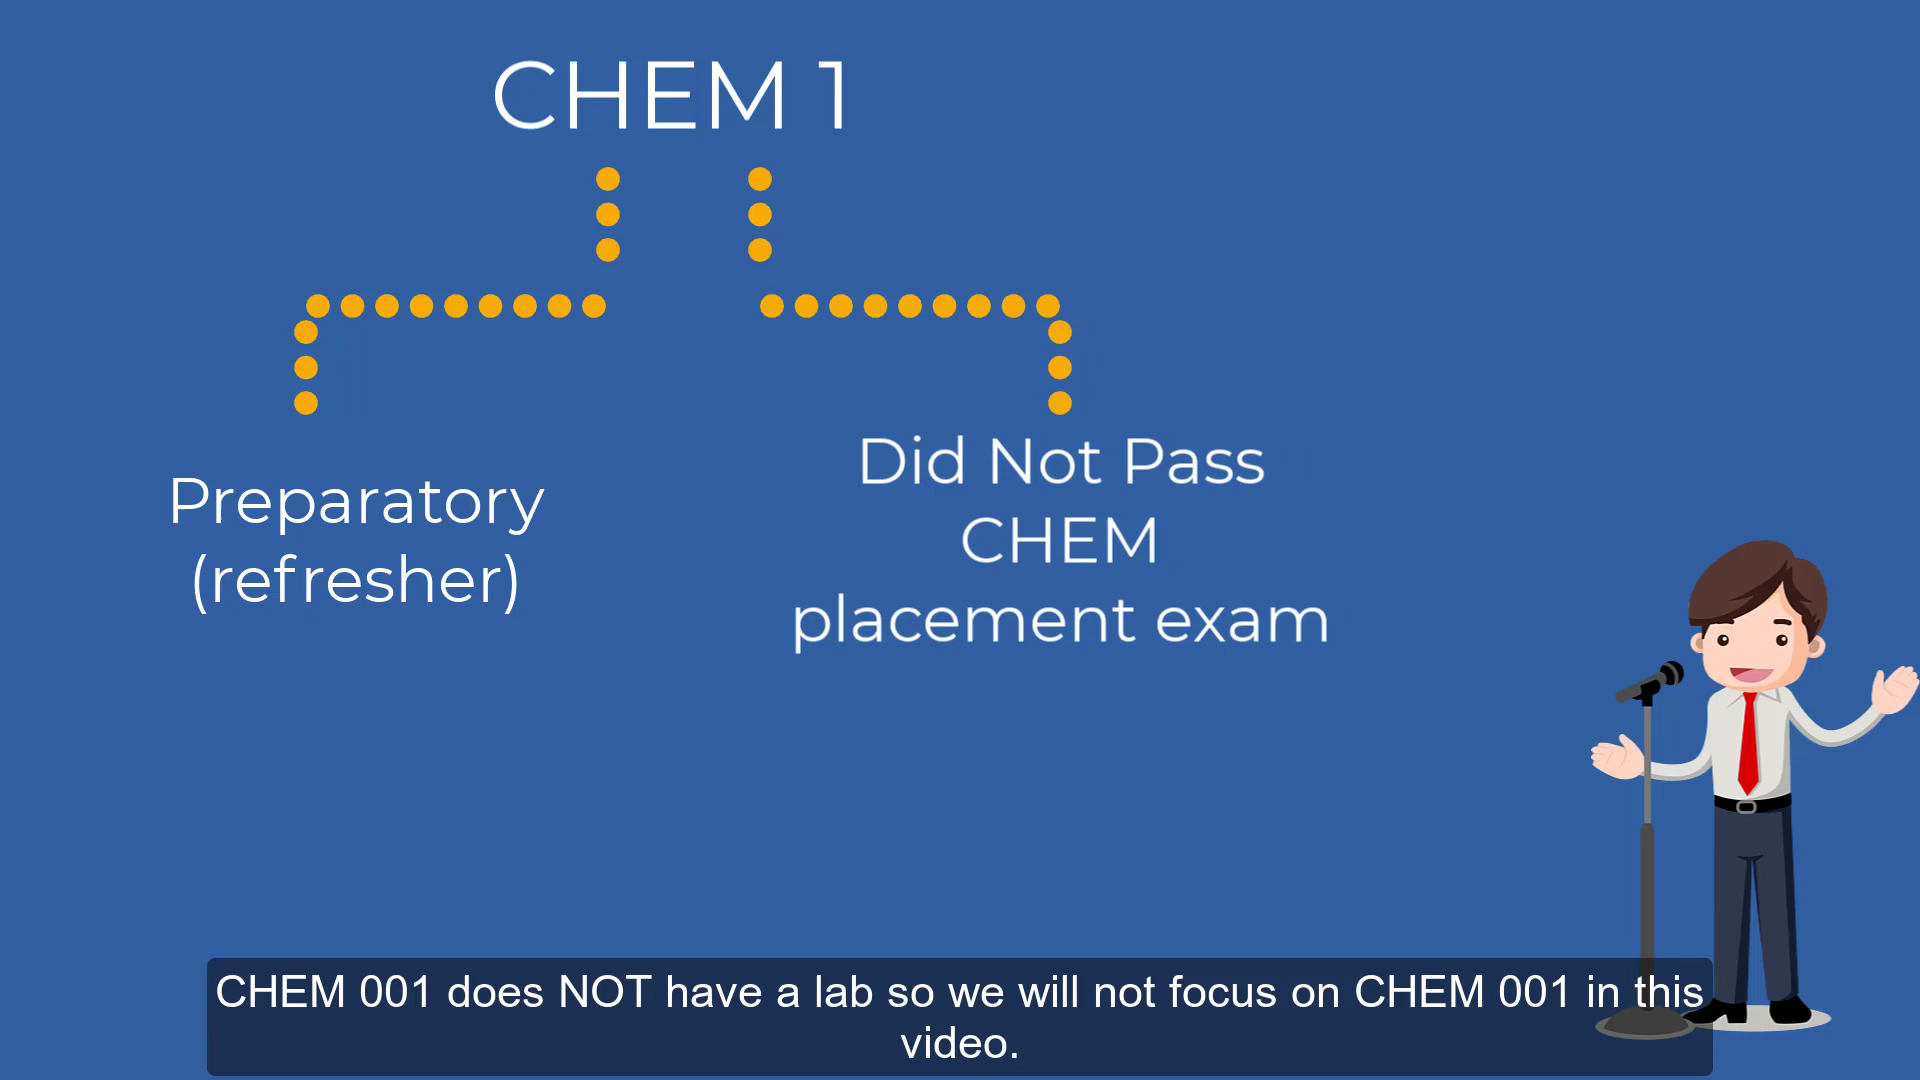 CHEM 1
Preparatory
(refresher)
Did Not Pass
CHEM
placement exam
CHEM 001 does NOT have a lab so we will not focus on CHEM 001 in this
video.